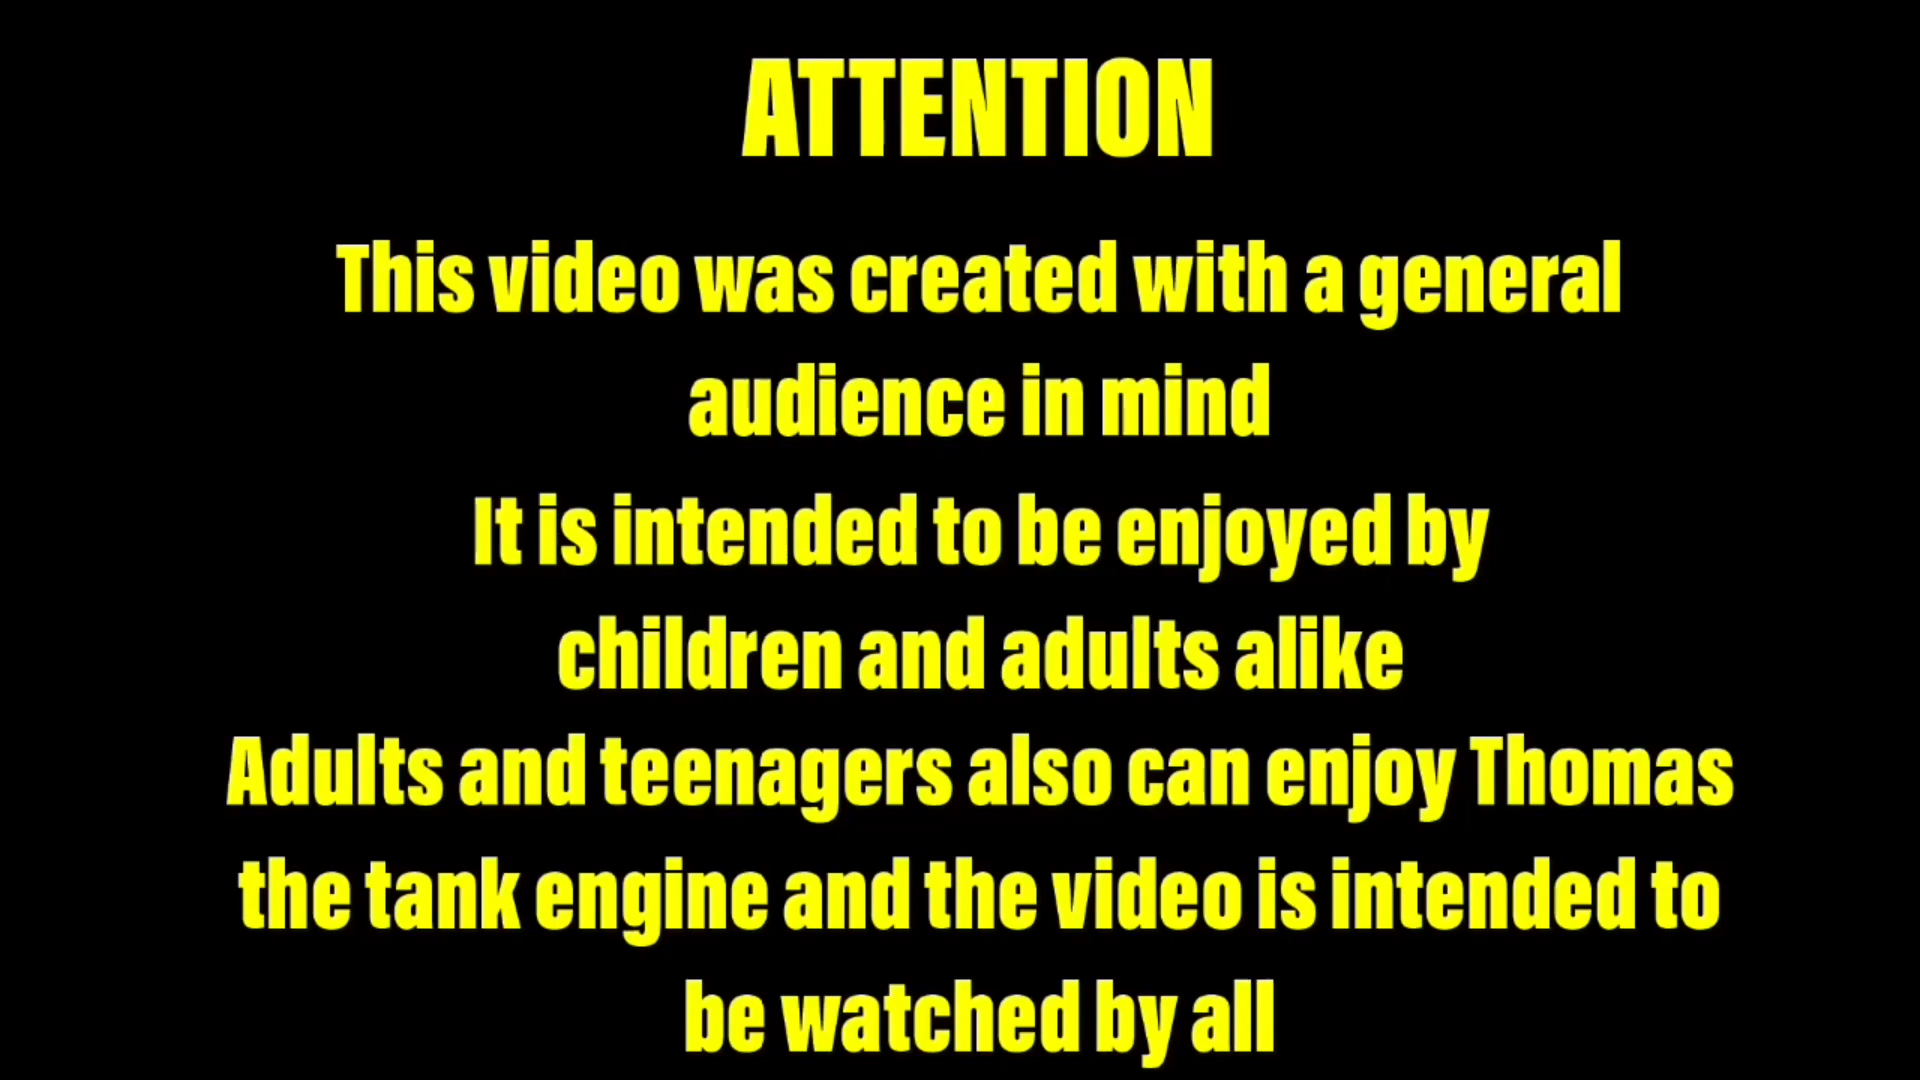 ATTENTION
This video was created with a general
audience in mind
It is intended to be enjoyed by
children and adults alike
Adults and teenagers also can enjoy Thomas
the tank engine and the video is intended to
be watched by all